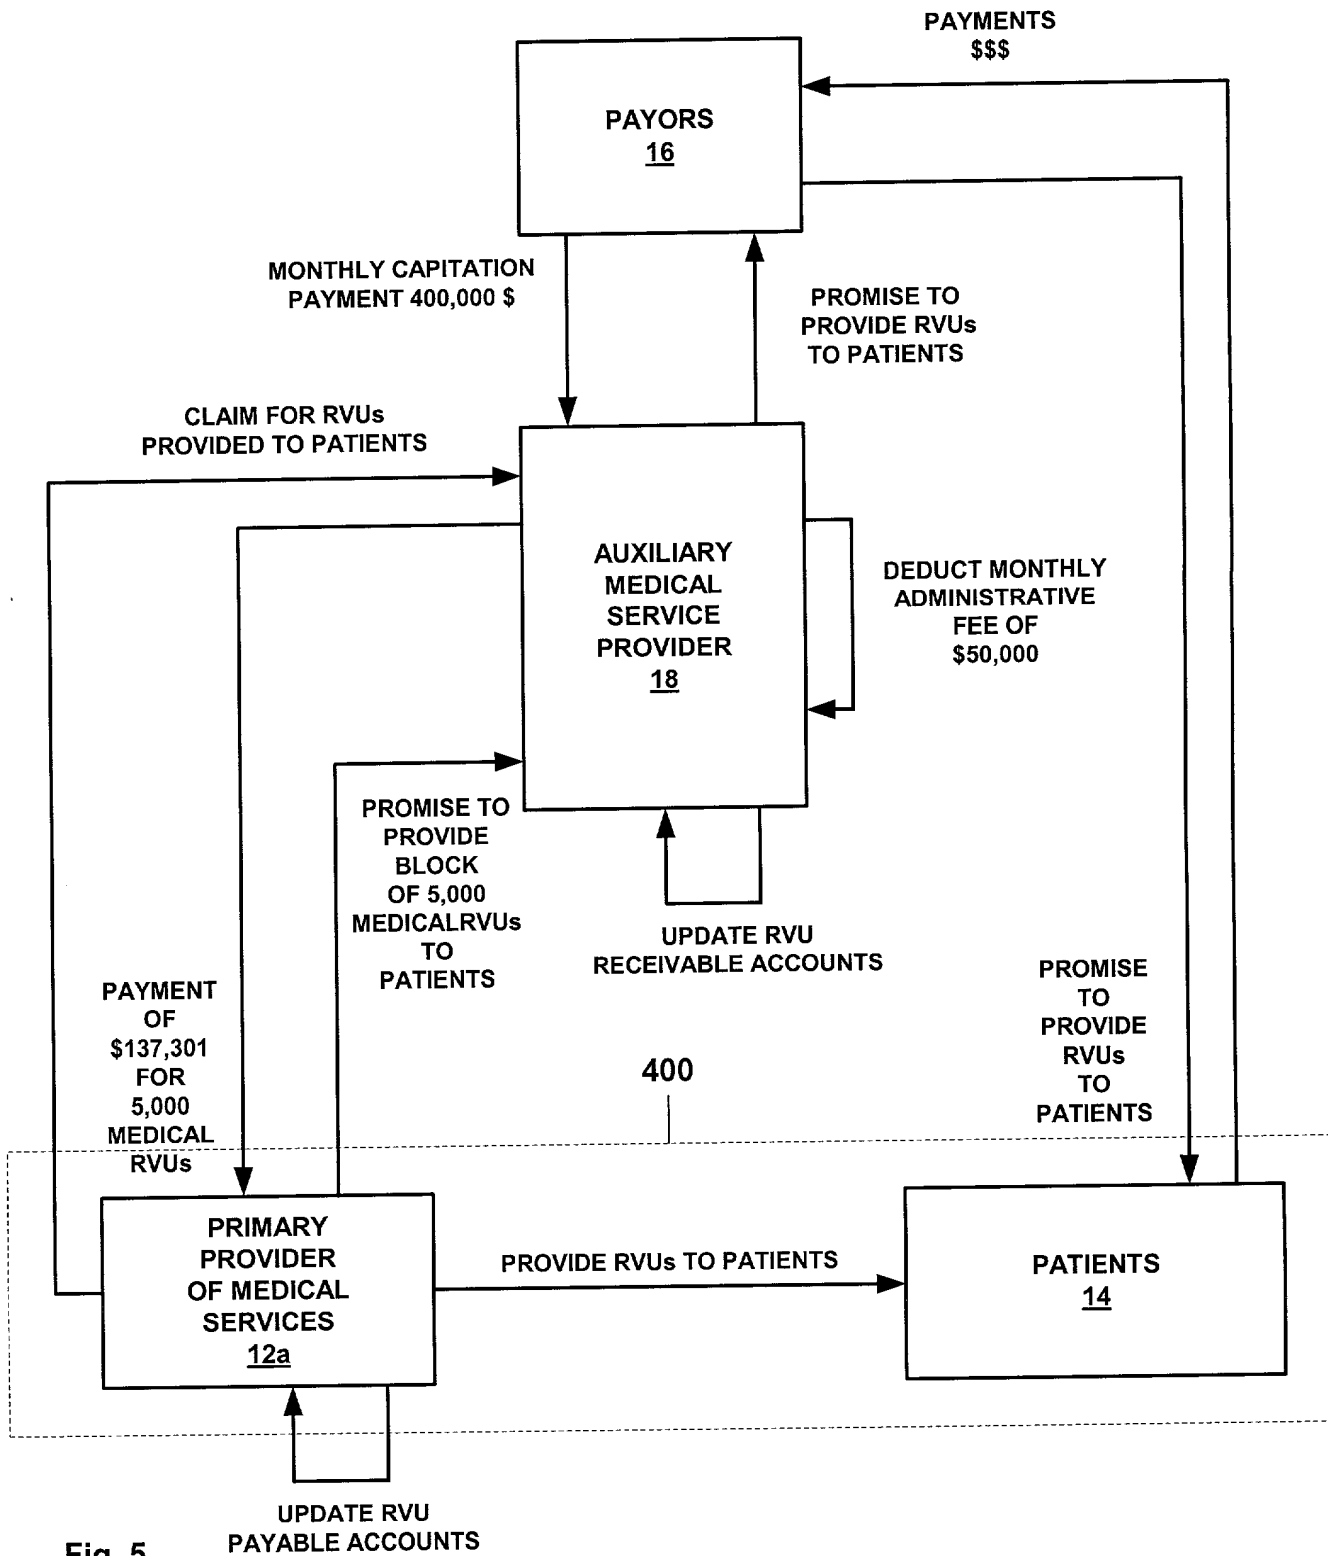 PAYMENTS
$$$
PAYORS
16
MONTHLY CAPITATION
PAYMENT 400,000 $
PROMISE TO
PROVIDE RVUs
TO PATIENTS
CLAIM FOR RVUs
PROVIDED TO PATIENTS
AUXILIARY
MEDICAL
SERVICE
PROVIDER
18
DEDUCT MONTHLY
ADMINISTRATIVE
FEE OF
$50,000
PROMISE TO
PROVIDE
BLOCK
OF 5,000
MEDICALRVUs
TO
PATIENTS
UPDATE RVU
RECEIVABLE ACCOUNTS
PAYMENT
OF
$137,301
FOR
5,000
MEDICAL
RVUs
PROMISE
TO
PROVIDE
RVUs
TO
PATIENTS
400
PRIMARY
PROVIDER
OF MEDICAL
SERVICES
12a
PROVIDE RVUs TO PATIENTS
PATIENTS
14
UPDATE RVU
PAYABLE ACCOUNTS
Fig. 5